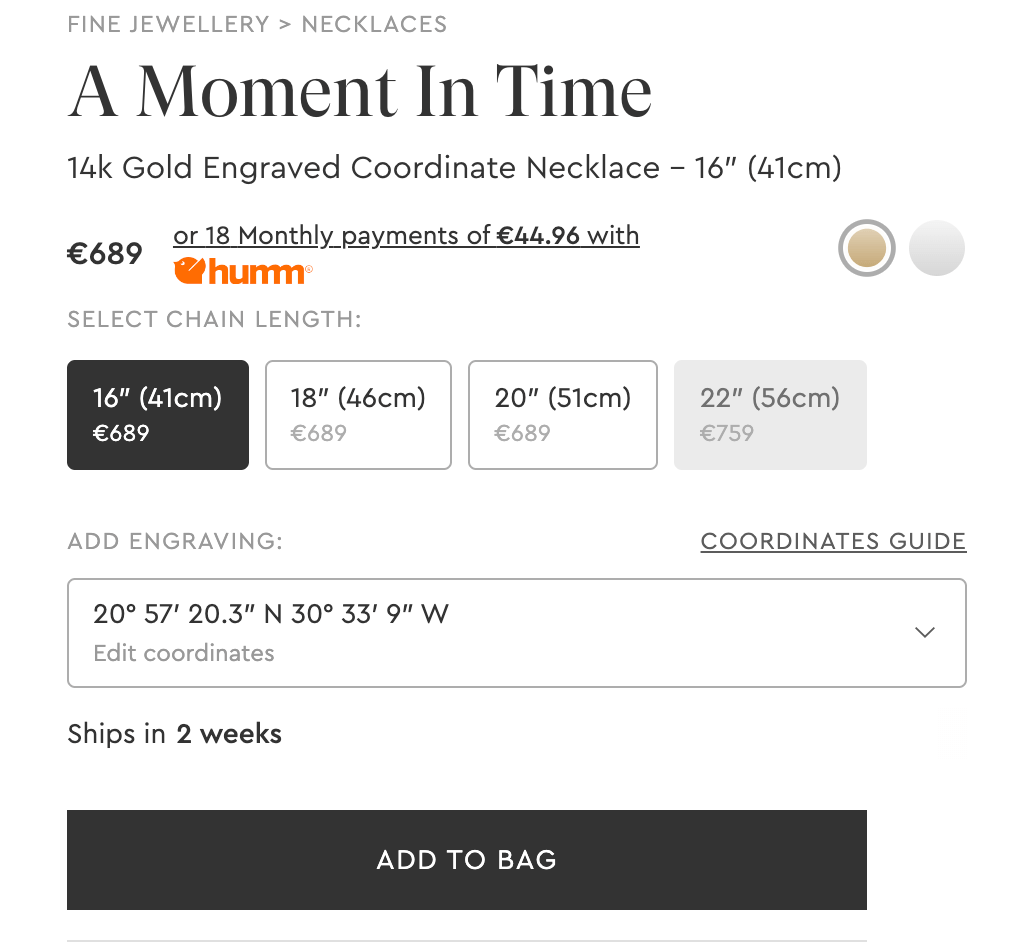 FINE JEWELLERY > NECKLACES
A Moment In Time
14k Gold Engraved Coordinate Necklace – 16″ (41cm)
€689
or 18 Monthly payments of €44.96 with
humm®
SELECT CHAIN LENGTH:
16″ (41cm)
€689
18″ (46cm)
€689
20″ (51cm)
€689
22″ (56cm)
€759
ADD ENGRAVING:
COORDINATES GUIDE
20° 57′ 20.3″ N 30° 33′ 9″ W
Edit coordinates
Ships in 2 weeks
ADD TO BAG